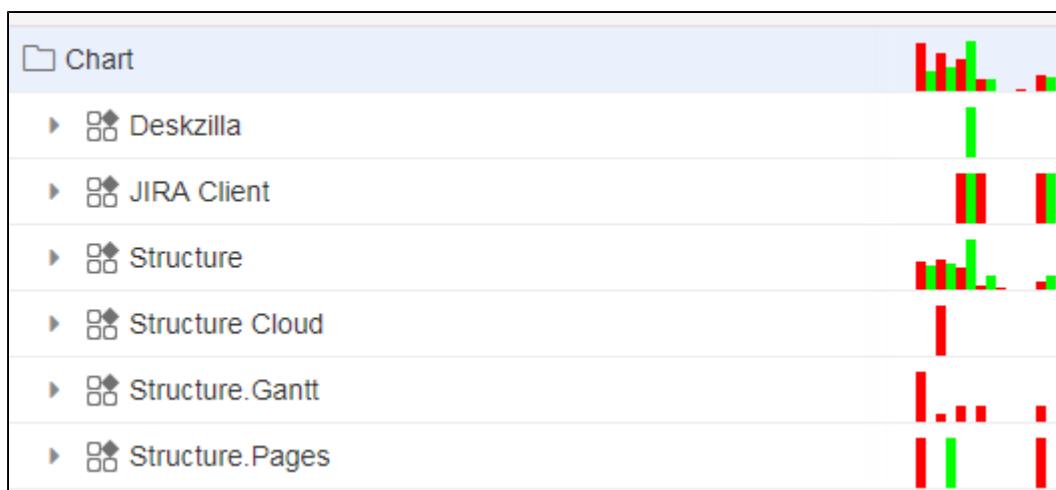 Chart
Deskzilla
JIRA Client
Structure
Structure Cloud
Structure.Gantt
Structure.Pages